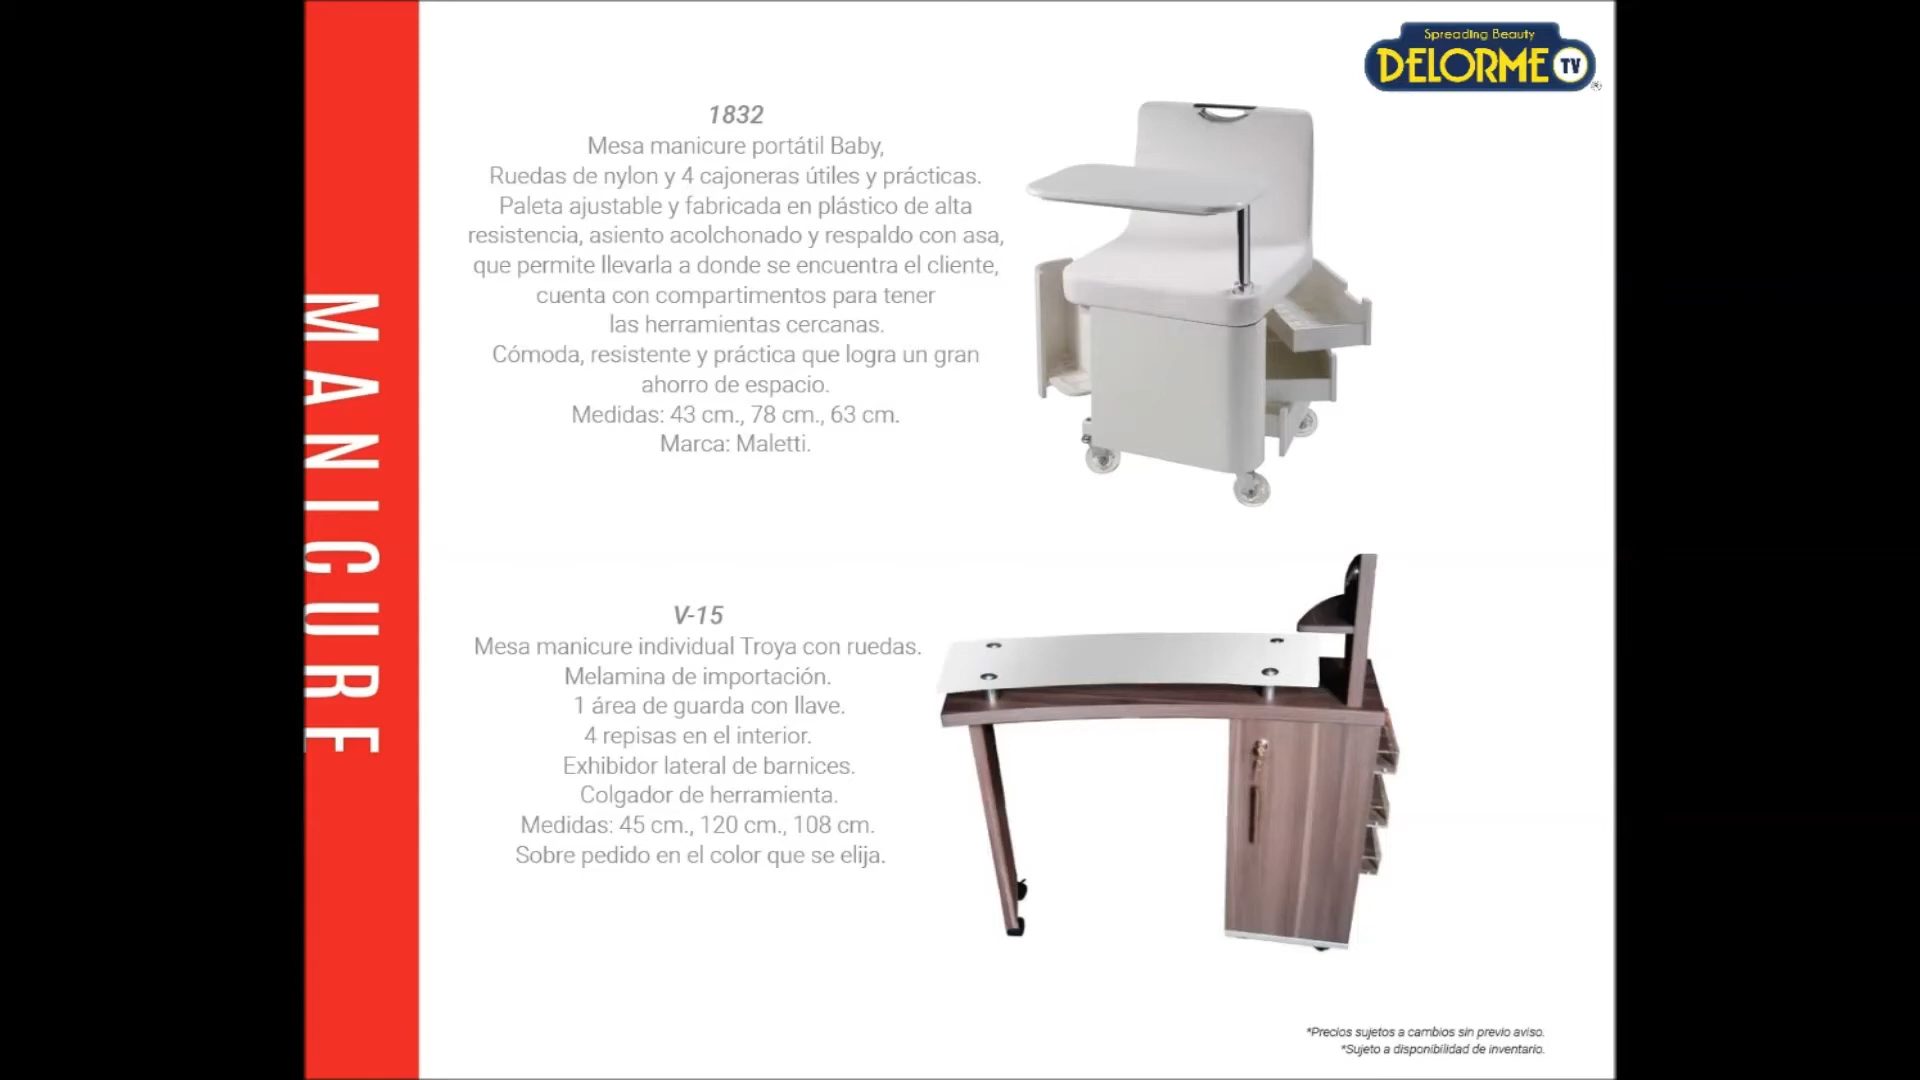 MANICURE
Spreading Beauty
DELORME TV
1832
Mesa manicure portátil Baby,
Ruedas de nylon y 4 cajoneras útiles y prácticas.
Paleta ajustable y fabricada en plástico de alta
resistencia, asiento acolchonado y respaldo con asa,
que permite llevarla a donde se encuentra el cliente,
cuenta con compartimentos para tener
las herramientas cercanas.
Cómoda, resistente y práctica que logra un gran
ahorro de espacio.
Medidas: 43 cm., 78 cm., 63 cm.
Marca: Maletti.
V-15
Mesa manicure individual Troya con ruedas.
Melamina de importación.
1 área de guarda con llave.
4 repisas en el interior.
Exhibidor lateral de barnices.
Colgador de herramienta.
Medidas: 45 cm., 120 cm., 108 cm.
Sobre pedido en el color que se elija.
*Precios sujetos a cambios sin previo aviso.
*Sujeto a disponibilidad de inventario.